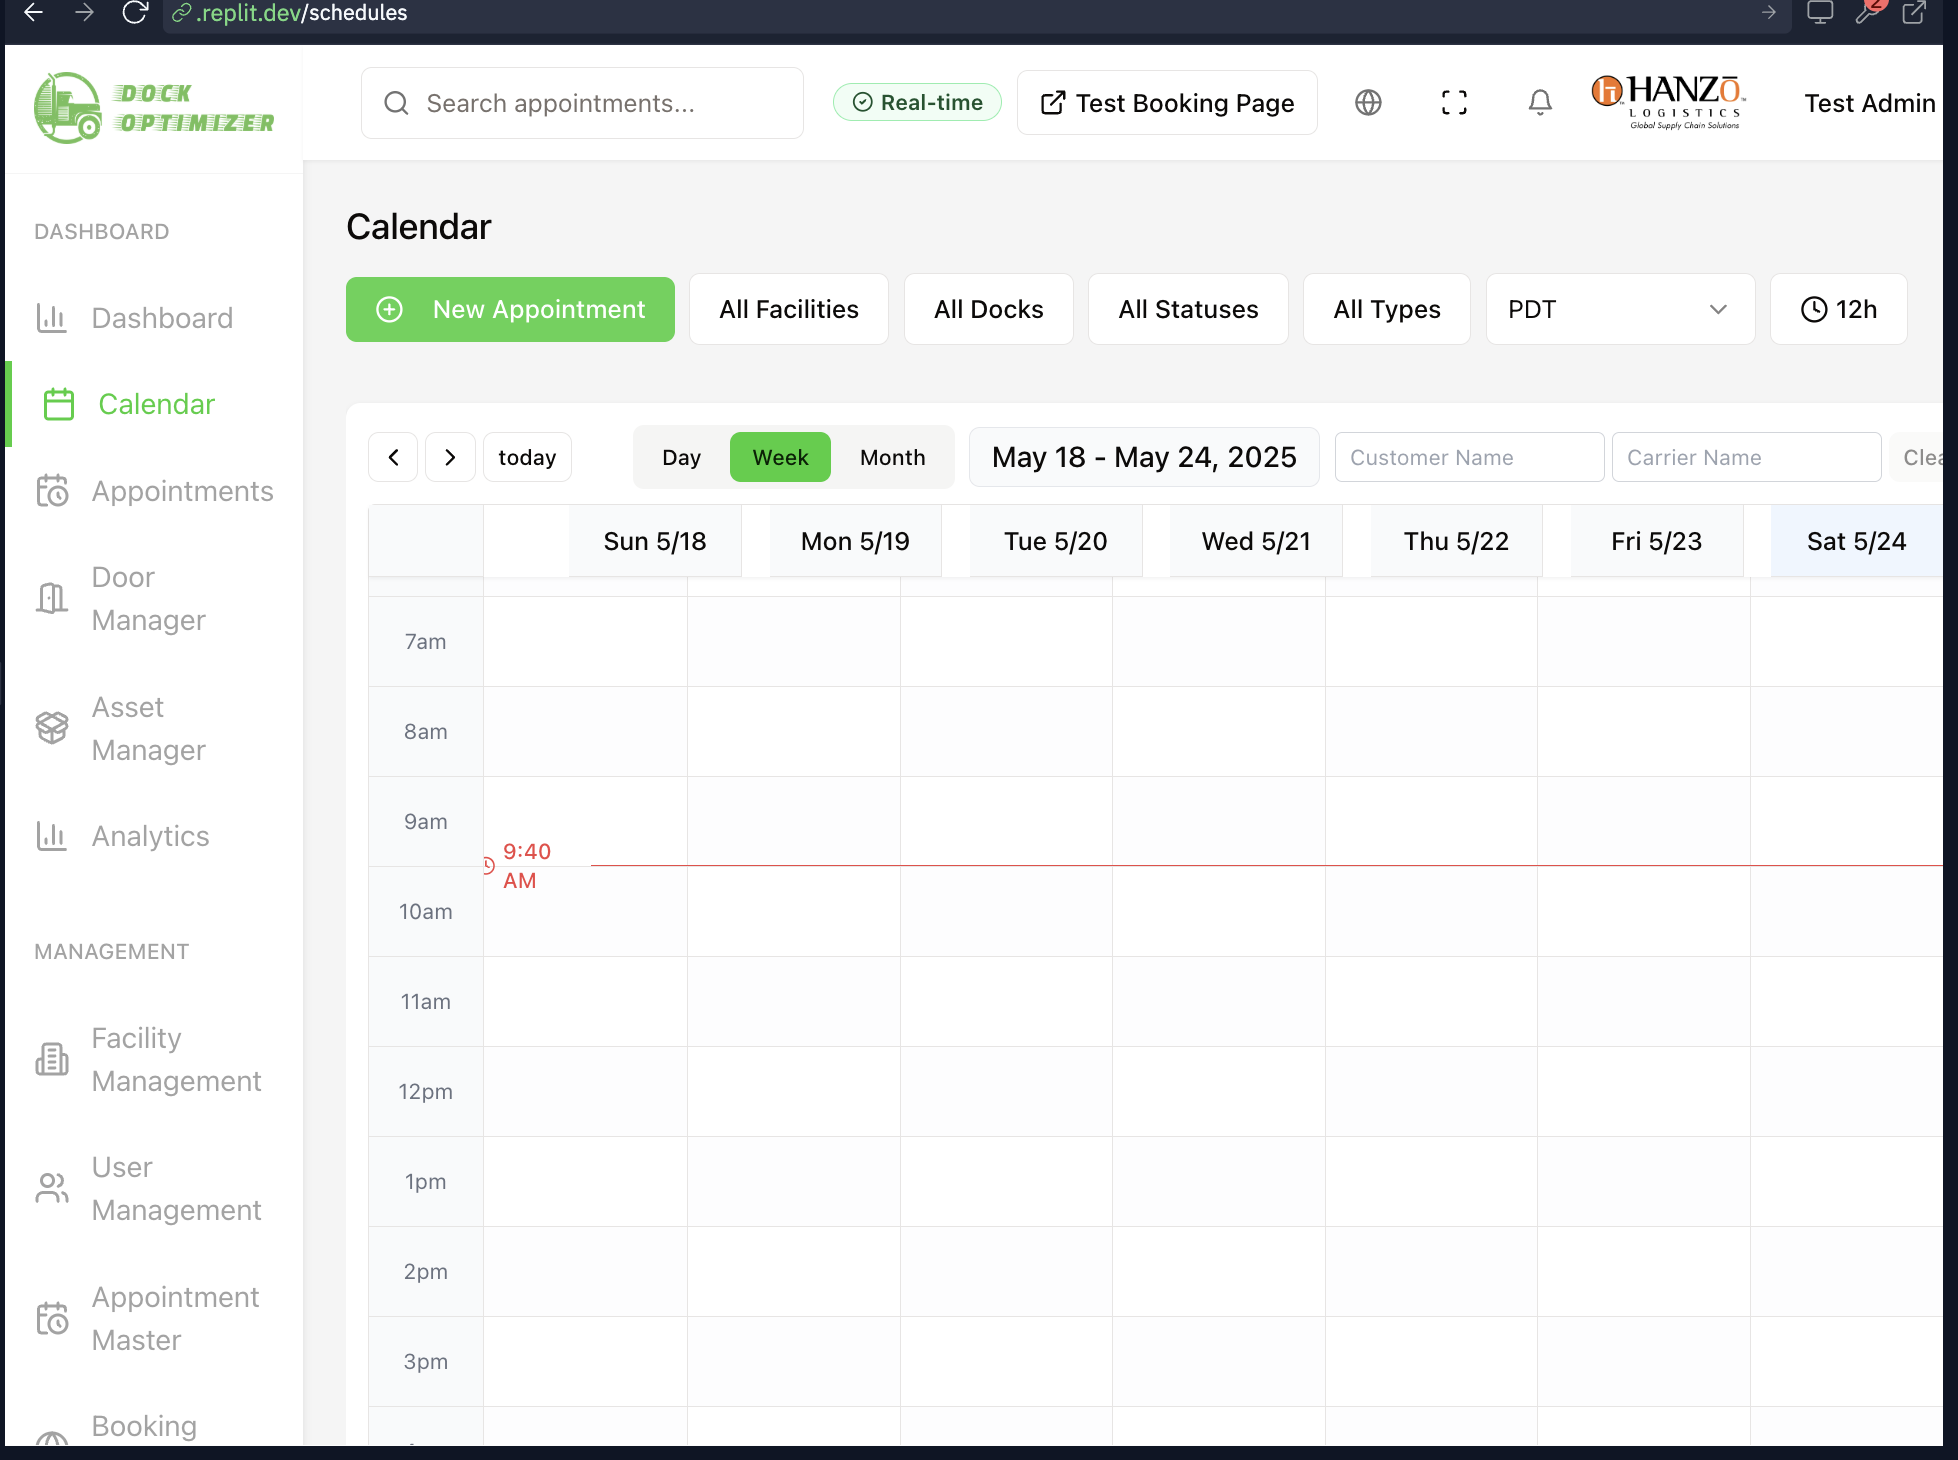 .replit.dev/schedules
2
DOCK
OPTIMIZER
Search appointments...
Real-time
Test Booking Page
HANZŌ
LOGISTICS
Global Supply Chain Solutions
Test Admin
DASHBOARD
Dashboard
Calendar
Appointments
Door
Manager
Asset
Manager
Analytics
MANAGEMENT
Facility
Management
User
Management
Appointment
Master
Booking
Calendar
New Appointment
All Facilities
All Docks
All Statuses
All Types
PDT
12h
today
Day
Week
Month
May 18 - May 24, 2025
Customer Name
Carrier Name
Sun 5/18
Mon 5/19
Tue 5/20
Wed 5/21
Thu 5/22
Fri 5/23
Sat 5/24
7am
8am
9am
9:40
AM
10am
11am
12pm
1pm
2pm
3pm